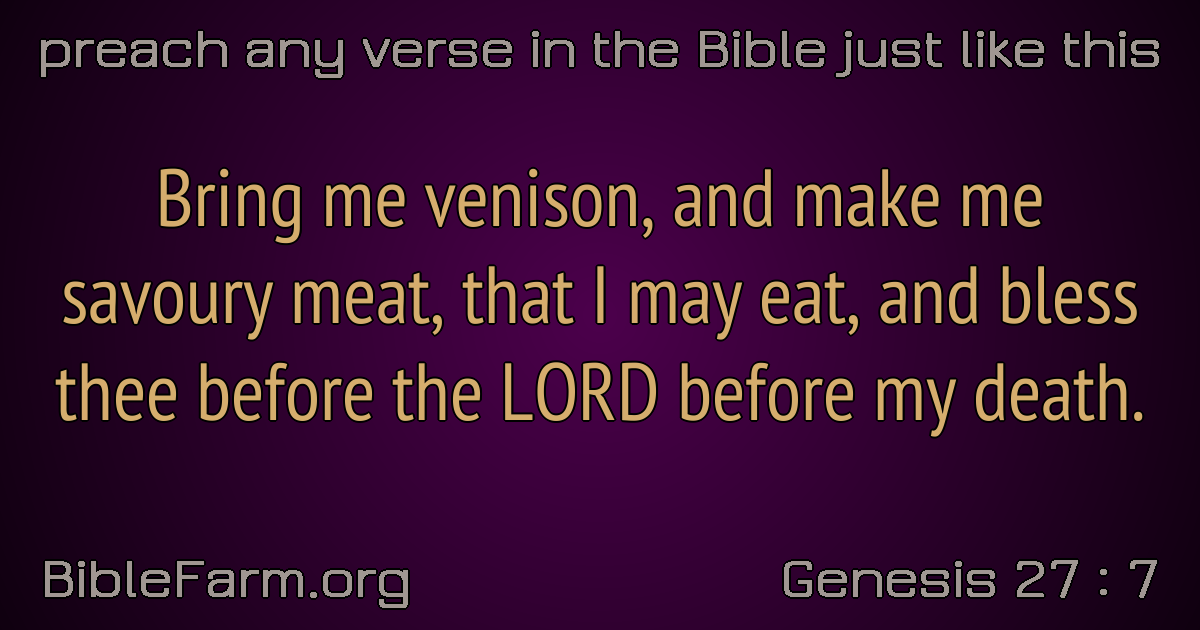 preach any verse in the Bible just like this
Bring me venison, and make me
savoury meat, that I may eat, and bless
thee before the LORD before my death.
BibleFarm.org
Genesis 27 : 7